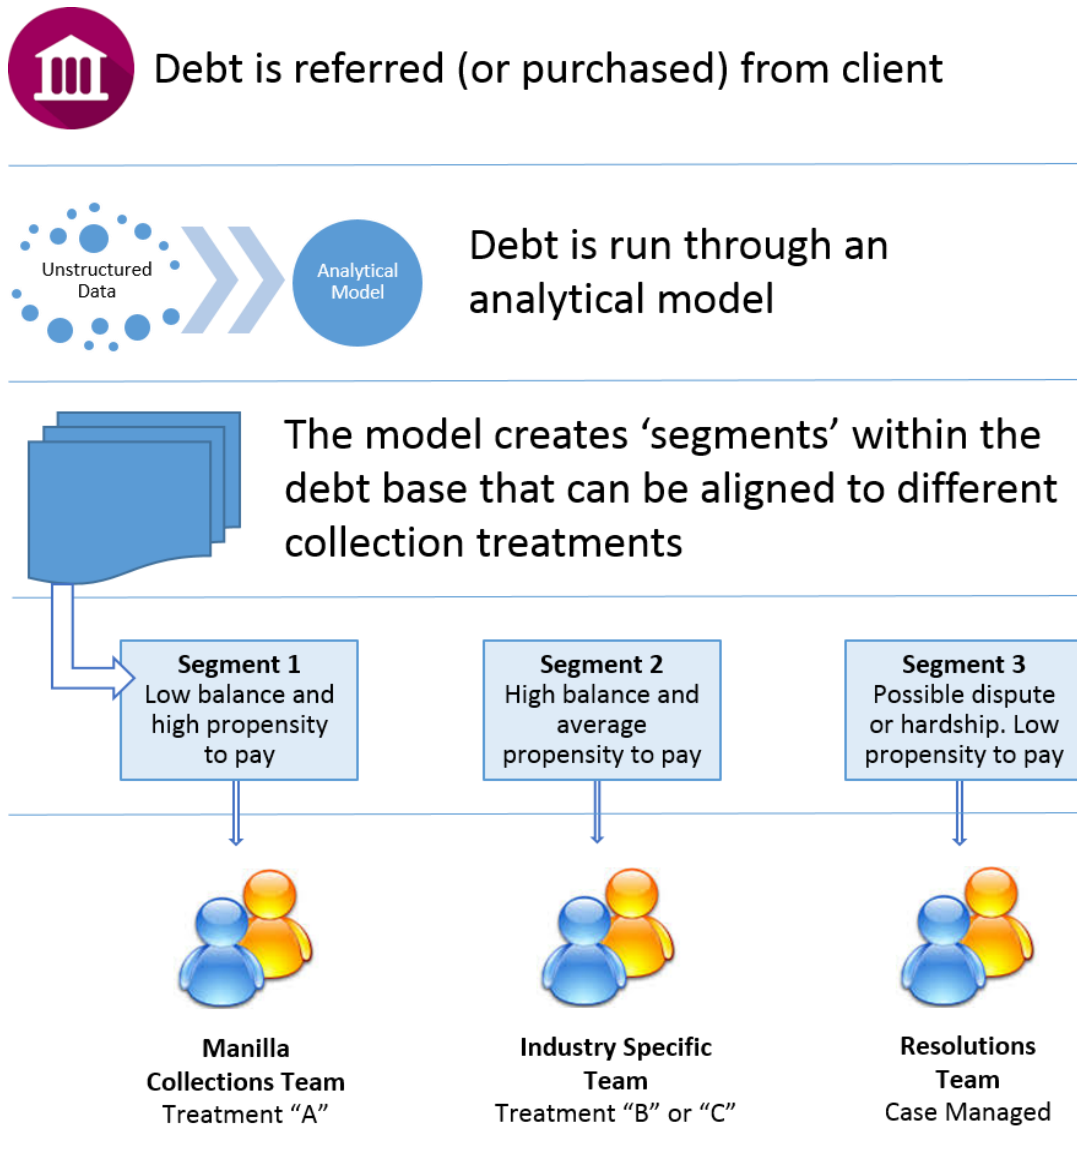 Debt is referred (or purchased) from client
Unstructured
Data
Analytical
Model
Debt is run through an
analytical model
The model creates ‘segments’ within the
debt base that can be aligned to different
collection treatments
Segment 1
Low balance and
high propensity
to pay
Segment 2
High balance and
average
propensity to pay
Segment 3
Possible dispute
or hardship. Low
propensity to pay
Manilla
Collections Team
Treatment “A”
Industry Specific
Team
Treatment “B” or “C”
Resolutions
Team
Case Managed